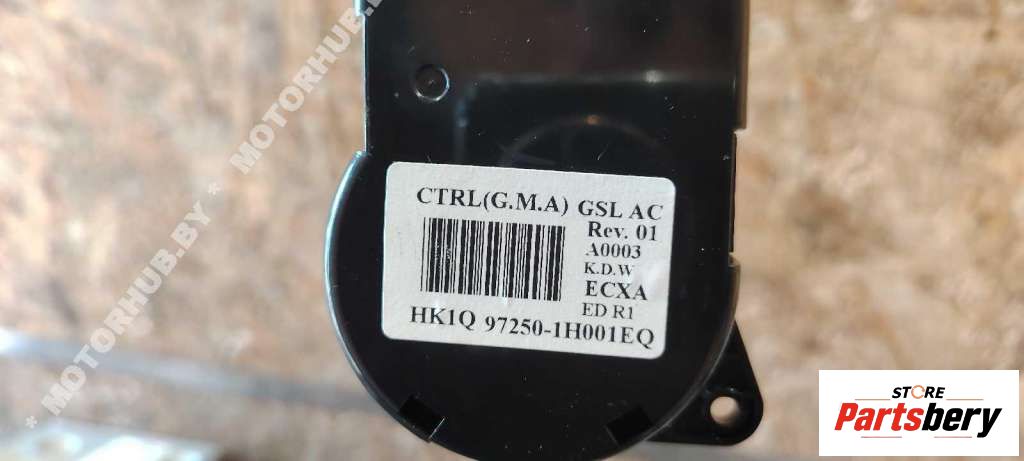 * MOTORHUB.BY * MOTORHUB.BY
CTRL(G.M.A) GSL AC
Rev. 01
A0003
K.D.W
ECXA
ED R1
HK1Q 97250-1H001EQ
STORE
Partsbery